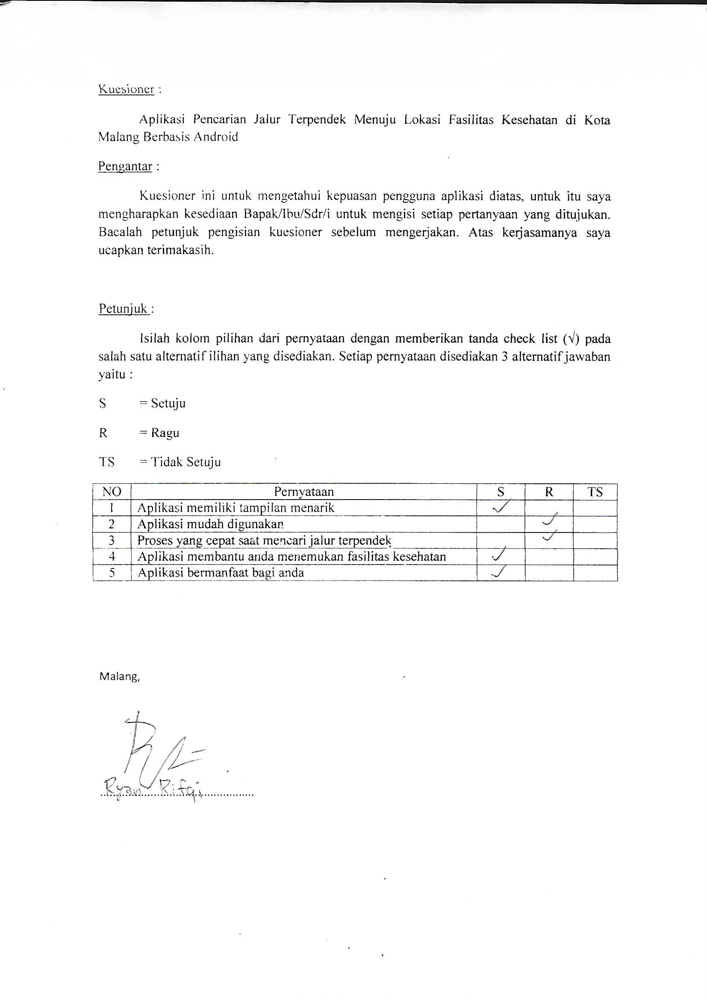 Kuesioner :
Aplikasi Pencarian Jalur Terpendek Menuju Lokasi Fasilitas Kesehatan di Kota
Malang Berbasis Android
Pengantar :
Kuesioner ini untuk mengetahui kepuasan pengguna aplikasi diatas, untuk itu saya
mengharapkan kesediaan Bapak/Ibu/Sdr/i untuk mengisi setiap pertanyaan yang ditujukan.
Bacalah petunjuk pengisian kuesioner sebelum mengerjakan. Atas kerjasamanya saya
ucapkan terimakasih.
Petunjuk :
Isilah kolom pilihan dari pernyataan dengan memberikan tanda check list (√) pada
salah satu alternatif ilihan yang disediakan. Setiap pernyataan disediakan 3 alternatif jawaban
yaitu :
S = Setuju
R = Ragu
TS = Tidak Setuju
NO Pernyataan S R TS
1 Aplikasi memiliki tampilan menarik ✓
2 Aplikasi mudah digunakan ✓
3 Proses yang cepat saat mencari jalur terpendek ✓
4 Aplikasi membantu anda menemukan fasilitas kesehatan ✓
5 Aplikasi bermanfaat bagi anda ✓
Malang,
Ryan Rifqi